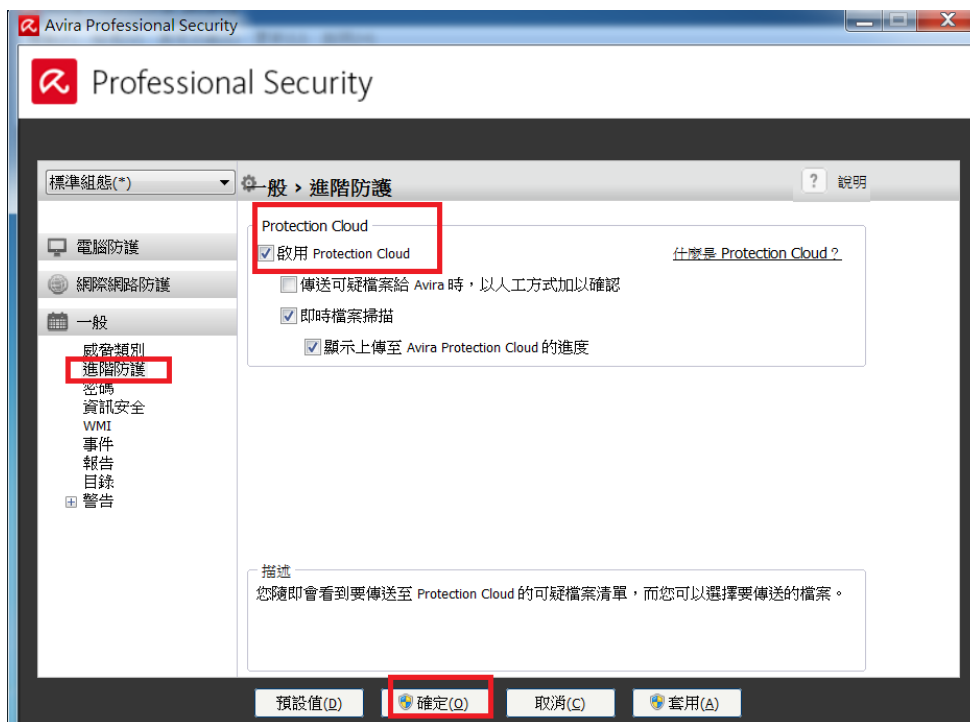 Avira Professional Security
Professional Security
標準組態(*)
一般 › 進階防護
? 說明
電腦防護
網際網路防護
一般
威脅類別
進階防護
密碼
資訊安全
WMI
事件
報告
目錄
警告
Protection Cloud
啟用 Protection Cloud
什麼是 Protection Cloud？
傳送可疑檔案給 Avira 時，以人工方式加以確認
即時檔案掃描
顯示上傳至 Avira Protection Cloud 的進度
描述
您隨即會看到要傳送至 Protection Cloud 的可疑檔案清單，而您可以選擇要傳送的檔案。
預設值(D)
確定(O)
取消(C)
套用(A)